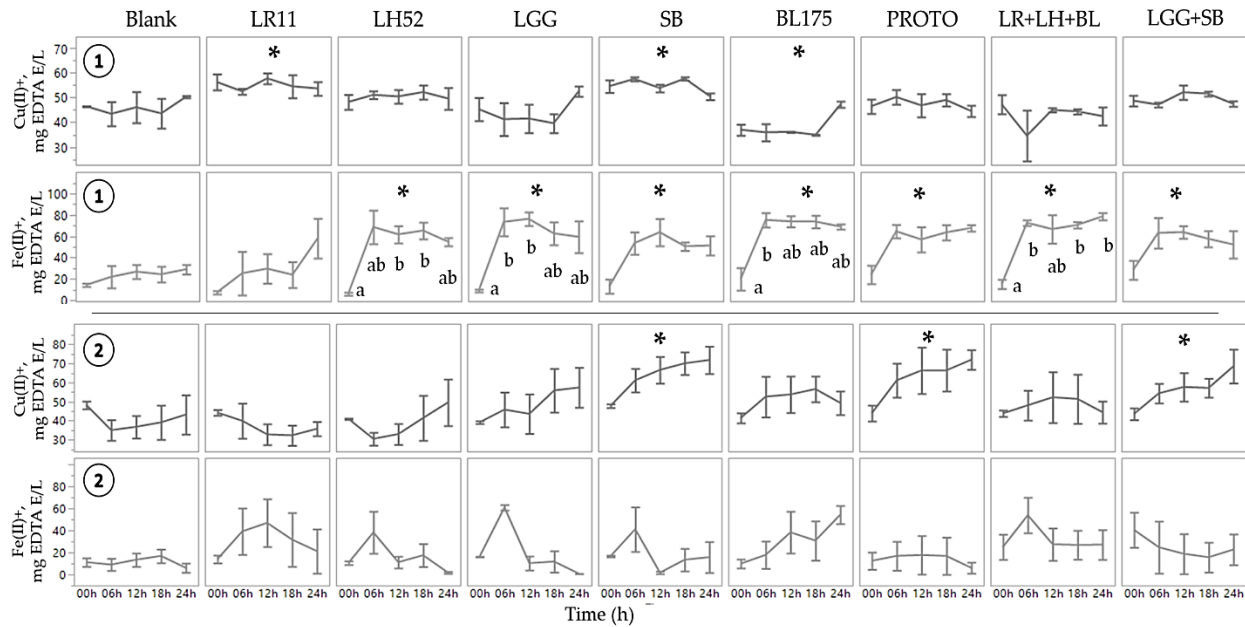 Blank LR11 LH52 LGG SB BL175 PROTO LR+LH+BL LGG+SB
Cu(II)+,
mg EDTA E/L
70
60
50
40
30
1
* * *
Fe(II)+,
mg EDTA E/L
100
80
60
40
20
0
1
* * * * * * *
a ab b b ab
b b ab ab
a
b ab ab b
a
b ab b b
a
Cu(II)+,
mg EDTA E/L
80
70
60
50
40
30
2
* * *
Fe(II)+,
mg EDTA E/L
80
60
40
20
0
2
00h 06h 12h 18h 24h 00h 06h 12h 18h 24h 00h 06h 12h 18h 24h 00h 06h 12h 18h 24h 00h 06h 12h 18h 24h 00h 06h 12h 18h 24h 00h 06h 12h 18h 24h 00h 06h 12h 18h 24h 00h 06h 12h 18h 24h
Time (h)